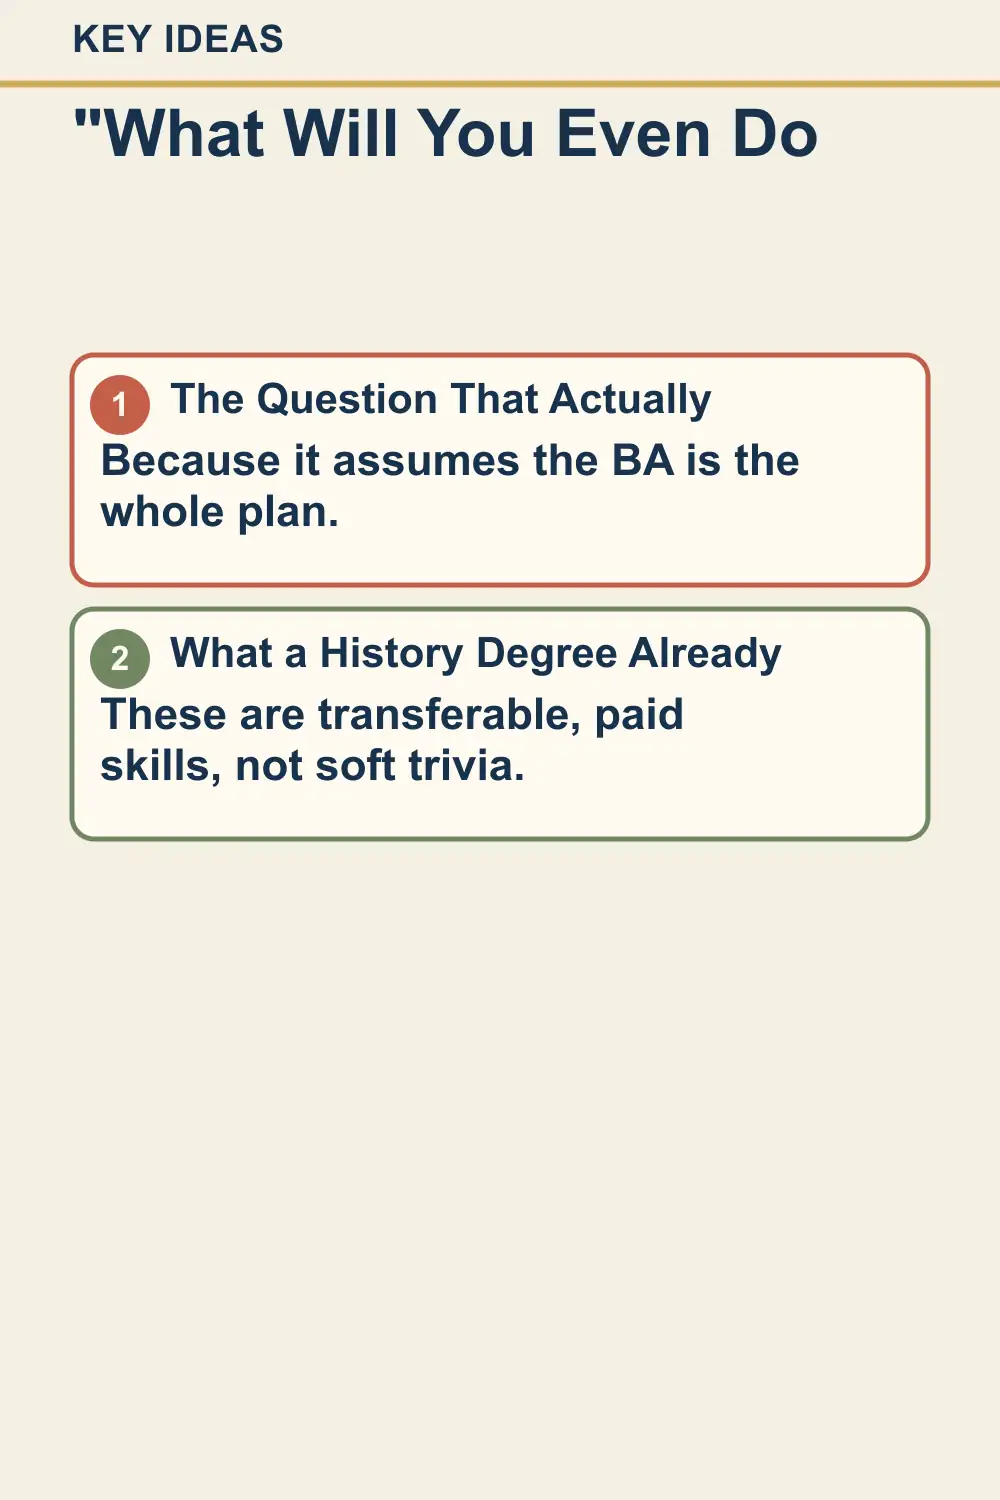 KEY IDEAS
"What Will You Even Do
1 The Question That Actually
Because it assumes the BA is the
whole plan.
2 What a History Degree Already
These are transferable, paid
skills, not soft trivia.